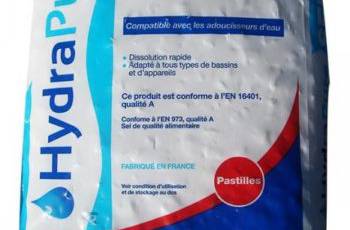 HydraPu
Compatible avec les adoucisseurs d'eau
• Dissolution rapide
• Adapté à tous types de bassins
et d'appareils
Ce produit est conforme à l'EN 16401,
qualité A
Confome à l'EN 973, qualité A
Sel de qualité alimentaire
FABRIQUÉ EN FRANCE
Pastilles
Voir condition d'utilisation
et de stockage au dos